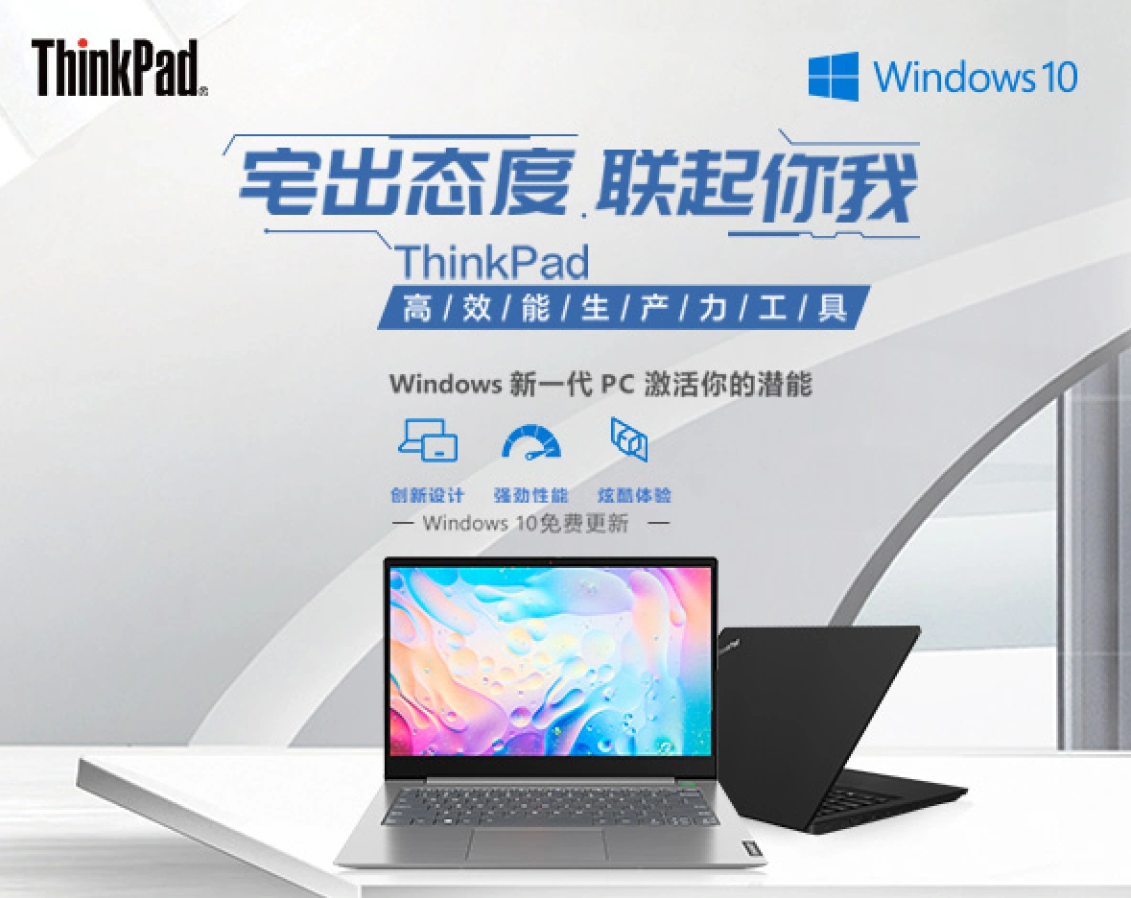 ThinkPad
Windows 10
宅出态度.联起你我
ThinkPad
高/效/能/生/产/力/工/具
Windows 新一代 PC 激活你的潜能
创新设计 强劲性能 炫酷体验
— Windows 10免费更新 —